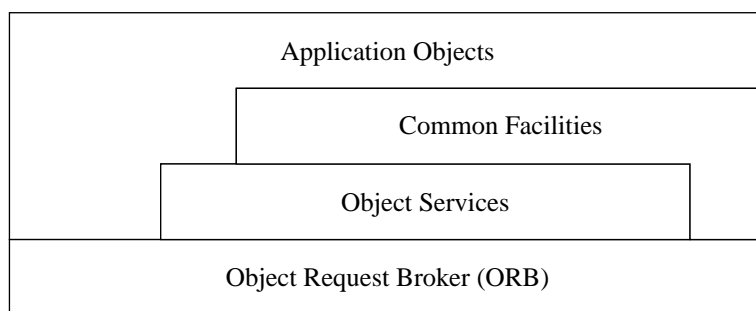 Application Objects
Common Facilities
Object Services
Object Request Broker (ORB)